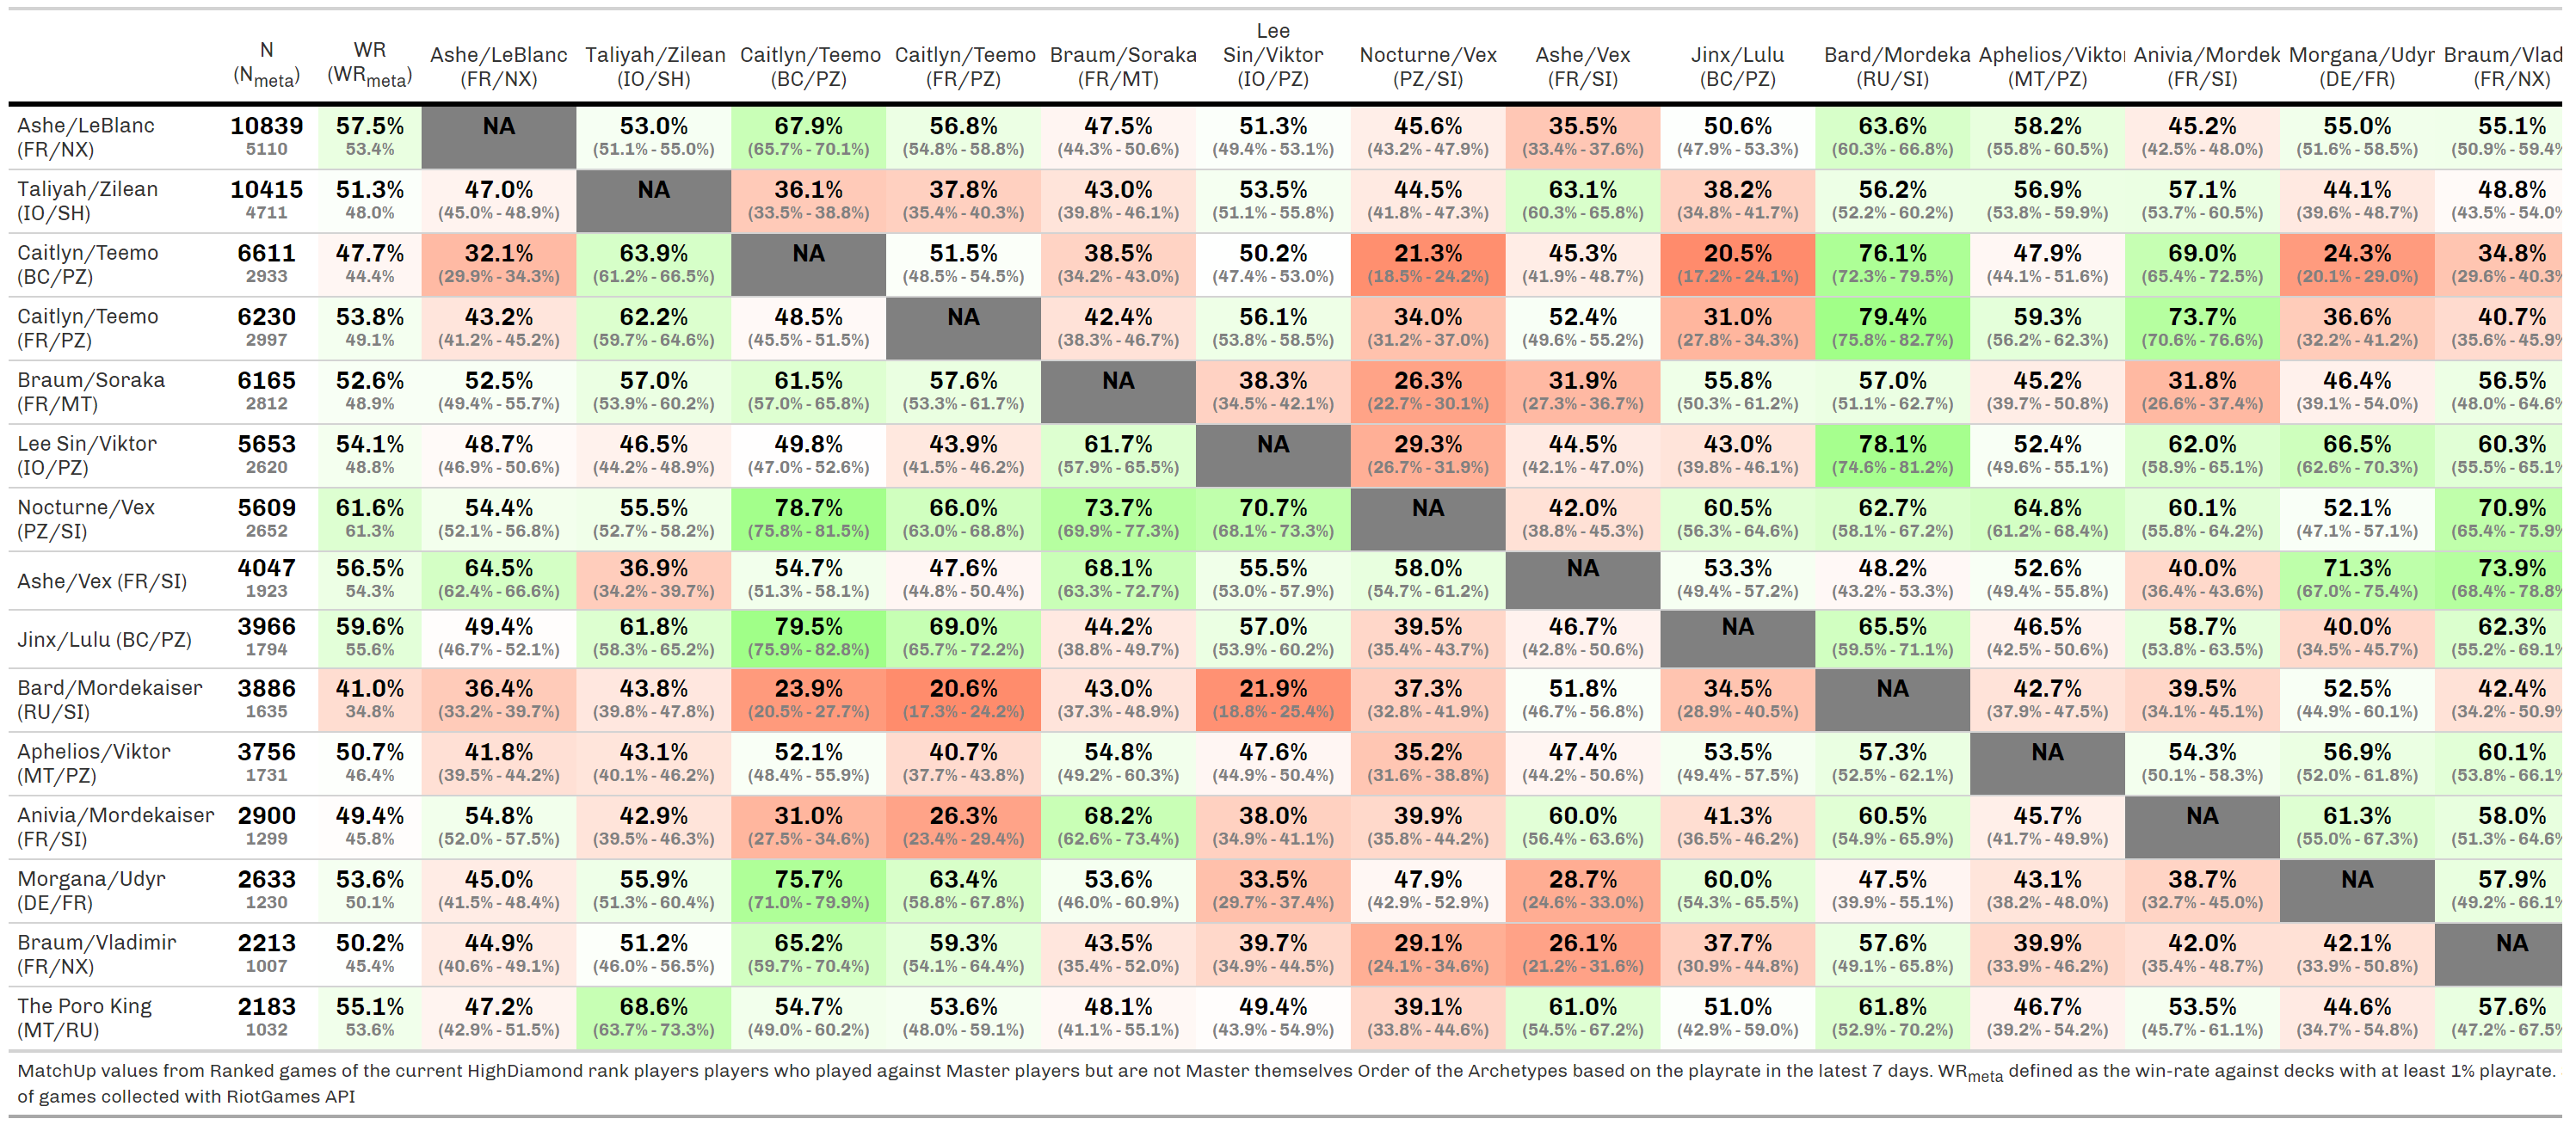 N (Nmeta) WR (WRmeta) Ashe/LeBlanc (FR/NX) Taliyah/Zilean (IO/SH) Caitlyn/Teemo (BC/PZ) Caitlyn/Teemo (FR/PZ) Braum/Soraka (FR/MT) Lee Sin/Viktor (IO/PZ) Nocturne/Vex (PZ/SI) Ashe/Vex (FR/SI) Jinx/Lulu (BC/PZ) Bard/Mordeka (RU/SI) Aphelios/Viktor (MT/PZ) Anivia/Mordek (FR/SI) Morgana/Udyr (DE/FR) Braum/Vlad (FR/NX)
Ashe/LeBlanc 10839 57.5% NA 53.0% 67.9% 56.8% 47.5% 51.3% 45.6% 35.5% 50.6% 63.6% 58.2% 45.2% 55.0% 55.1%
(FR/NX) 5110 53.4% (51.1% - 55.0%) (65.7% - 70.1%) (54.8% - 58.8%) (44.3% - 50.6%) (49.4% - 53.1%) (43.2% - 47.9%) (33.4% - 37.6%) (47.9% - 53.3%) (60.3% - 66.8%) (55.8% - 60.5%) (42.5% - 48.0%) (51.6% - 58.5%) (50.9% - 59.4%
Taliyah/Zilean 10415 51.3% 47.0% NA 36.1% 37.8% 43.0% 53.5% 44.5% 63.1% 38.2% 56.2% 56.9% 57.1% 44.1% 48.8%
(IO/SH) 4711 48.0% (45.0% - 48.9%) (33.5% - 38.8%) (35.4% - 40.3%) (39.8% - 46.1%) (51.1% - 55.8%) (41.8% - 47.3%) (60.3% - 65.8%) (34.8% - 41.7%) (52.2% - 60.2%) (53.8% - 59.9%) (53.7% - 60.5%) (39.6% - 48.7%) (43.5% - 54.0%
Caitlyn/Teemo 6611 47.7% 32.1% 63.9% NA 51.5% 38.5% 50.2% 21.3% 45.3% 20.5% 76.1% 47.9% 69.0% 24.3% 34.8%
(BC/PZ) 2933 44.4% (29.9% - 34.3%) (61.2% - 66.5%) (48.5% - 54.5%) (34.2% - 43.0%) (47.4% - 53.0%) (18.5% - 24.2%) (41.9% - 48.7%) (17.2% - 24.1%) (72.3% - 79.5%) (44.1% - 51.6%) (65.4% - 72.5%) (20.1% - 29.0%) (29.6% - 40.3%
Caitlyn/Teemo 6230 53.8% 43.2% 62.2% 48.5% NA 42.4% 56.1% 34.0% 52.4% 31.0% 79.4% 59.3% 73.7% 36.6% 40.7%
(FR/PZ) 2997 49.1% (41.2% - 45.2%) (59.7% - 64.6%) (45.5% - 51.5%) (38.3% - 46.7%) (53.8% - 58.5%) (31.2% - 37.0%) (49.6% - 55.2%) (27.8% - 34.3%) (75.8% - 82.7%) (56.2% - 62.3%) (70.6% - 76.6%) (32.2% - 41.2%) (35.6% - 45.9%
Braum/Soraka 6165 52.6% 52.5% 57.0% 61.5% 57.6% NA 38.3% 26.3% 31.9% 55.8% 57.0% 45.2% 31.8% 46.4% 56.5%
(FR/MT) 2812 48.9% (49.4% - 55.7%) (53.9% - 60.2%) (57.0% - 65.8%) (53.3% - 61.7%) (34.5% - 42.1%) (22.7% - 30.1%) (27.3% - 36.7%) (50.3% - 61.2%) (51.1% - 62.7%) (39.7% - 50.8%) (26.6% - 37.4%) (39.1% - 54.0%) (48.0% - 64.6%
Lee Sin/Viktor 5653 54.1% 48.7% 46.5% 49.8% 43.9% 61.7% NA 29.3% 44.5% 43.0% 78.1% 52.4% 62.0% 66.5% 60.3%
(IO/PZ) 2620 48.8% (46.9% - 50.6%) (44.2% - 48.9%) (47.0% - 52.6%) (41.5% - 46.2%) (57.9% - 65.5%) (26.7% - 31.9%) (42.1% - 47.0%) (39.8% - 46.1%) (74.6% - 81.2%) (49.6% - 55.1%) (58.9% - 65.1%) (62.6% - 70.3%) (55.5% - 65.1%
Nocturne/Vex 5609 61.6% 54.4% 55.5% 78.7% 66.0% 73.7% 70.7% NA 42.0% 60.5% 62.7% 64.8% 60.1% 52.1% 70.9%
(PZ/SI) 2652 61.3% (52.1% - 56.8%) (52.7% - 58.2%) (75.8% - 81.5%) (63.0% - 68.8%) (69.9% - 77.3%) (68.1% - 73.3%) (38.8% - 45.3%) (56.3% - 64.6%) (58.1% - 67.2%) (61.2% - 68.4%) (55.8% - 64.2%) (47.1% - 57.1%) (65.4% - 75.9%
Ashe/Vex (FR/SI) 4047 56.5% 64.5% 36.9% 54.7% 47.6% 68.1% 55.5% 58.0% NA 53.3% 48.2% 52.6% 40.0% 71.3% 73.9%
1923 54.3% (62.4% - 66.6%) (34.2% - 39.7%) (51.3% - 58.1%) (44.8% - 50.4%) (63.3% - 72.7%) (53.0% - 57.9%) (54.7% - 61.2%) (49.4% - 57.2%) (43.2% - 53.3%) (49.4% - 55.8%) (36.4% - 43.6%) (67.0% - 75.4%) (68.4% - 78.8%
Jinx/Lulu (BC/PZ) 3966 59.6% 49.4% 61.8% 79.5% 69.0% 44.2% 57.0% 39.5% 46.7% NA 65.5% 46.5% 58.7% 40.0% 62.3%
1794 55.6% (46.7% - 52.1%) (58.3% - 65.2%) (75.9% - 82.8%) (65.7% - 72.2%) (38.8% - 49.7%) (53.9% - 60.2%) (35.4% - 43.7%) (42.8% - 50.6%) (59.5% - 71.1%) (42.5% - 50.6%) (53.8% - 63.5%) (34.5% - 45.7%) (55.2% - 69.1%
Bard/Mordekaiser 3886 41.0% 36.4% 43.8% 23.9% 20.6% 43.0% 21.9% 37.3% 51.8% 34.5% NA 42.7% 39.5% 52.5% 42.4%
(RU/SI) 1635 34.8% (33.2% - 39.7%) (39.8% - 47.8%) (20.5% - 27.7%) (17.3% - 24.2%) (37.3% - 48.9%) (18.8% - 25.4%) (32.8% - 41.9%) (46.7% - 56.8%) (28.9% - 40.5%) (37.9% - 47.5%) (34.1% - 45.1%) (44.9% - 60.1%) (34.2% - 50.9%
Aphelios/Viktor 3756 50.7% 41.8% 43.1% 52.1% 40.7% 54.8% 47.6% 35.2% 47.4% 53.5% 57.3% NA 54.3% 56.9% 60.1%
(MT/PZ) 1731 46.4% (39.5% - 44.2%) (40.1% - 46.2%) (48.4% - 55.9%) (37.7% - 43.8%) (49.2% - 60.3%) (44.9% - 50.4%) (31.6% - 38.8%) (44.2% - 50.6%) (49.4% - 57.5%) (52.5% - 62.1%) (50.1% - 58.3%) (52.0% - 61.8%) (53.8% - 66.1%
Anivia/Mordekaiser 2900 49.4% 54.8% 42.9% 31.0% 26.3% 68.2% 38.0% 39.9% 60.0% 41.3% 60.5% 45.7% NA 61.3% 58.0%
(FR/SI) 1299 45.8% (52.0% - 57.5%) (39.5% - 46.3%) (27.5% - 34.6%) (23.4% - 29.4%) (62.6% - 73.4%) (34.9% - 41.1%) (35.8% - 44.2%) (56.4% - 63.6%) (36.5% - 46.2%) (54.9% - 65.9%) (41.7% - 49.9%) (55.0% - 67.3%) (51.3% - 64.6%
Morgana/Udyr 2633 53.6% 45.0% 55.9% 75.7% 63.4% 53.6% 33.5% 47.9% 28.7% 60.0% 47.5% 43.1% 38.7% NA 57.9%
(DE/FR) 1230 50.1% (41.5% - 48.4%) (51.3% - 60.4%) (71.0% - 79.9%) (58.8% - 67.8%) (46.0% - 60.9%) (29.7% - 37.4%) (42.9% - 52.9%) (24.6% - 33.0%) (54.3% - 65.5%) (39.9% - 55.1%) (38.2% - 48.0%) (32.7% - 45.0%) (49.2% - 66.1%
Braum/Vladimir 2213 50.2% 44.9% 51.2% 65.2% 59.3% 43.5% 39.7% 29.1% 26.1% 37.7% 57.6% 39.9% 42.0% 42.1% NA
(FR/NX) 1007 45.4% (40.6% - 49.1%) (46.0% - 56.5%) (59.7% - 70.4%) (54.1% - 64.4%) (35.4% - 52.0%) (34.9% - 44.5%) (24.1% - 34.6%) (21.2% - 31.6%) (30.9% - 44.8%) (49.1% - 65.8%) (33.9% - 46.2%) (35.4% - 48.7%) (33.9% - 50.8%)
The Poro King 2183 55.1% 47.2% 68.6% 54.7% 53.6% 48.1% 49.4% 39.1% 61.0% 51.0% 61.8% 46.7% 53.5% 44.6% 57.6%
(MT/RU) 1032 53.6% (42.9% - 51.5%) (63.7% - 73.3%) (49.0% - 60.2%) (48.0% - 59.1%) (41.1% - 55.1%) (43.9% - 54.9%) (33.8% - 44.6%) (54.5% - 67.2%) (42.9% - 59.0%) (52.9% - 70.2%) (39.2% - 54.2%) (45.7% - 61.1%) (34.7% - 54.8%) (47.2% - 67.5%
MatchUp values from Ranked games of the current HighDiamond rank players players who played against Master players but are not Master themselves Order of the Archetypes based on the playrate in the latest 7 days. WRmeta defined as the win-rate against decks with at least 1% playrate.
of games collected with RiotGames API